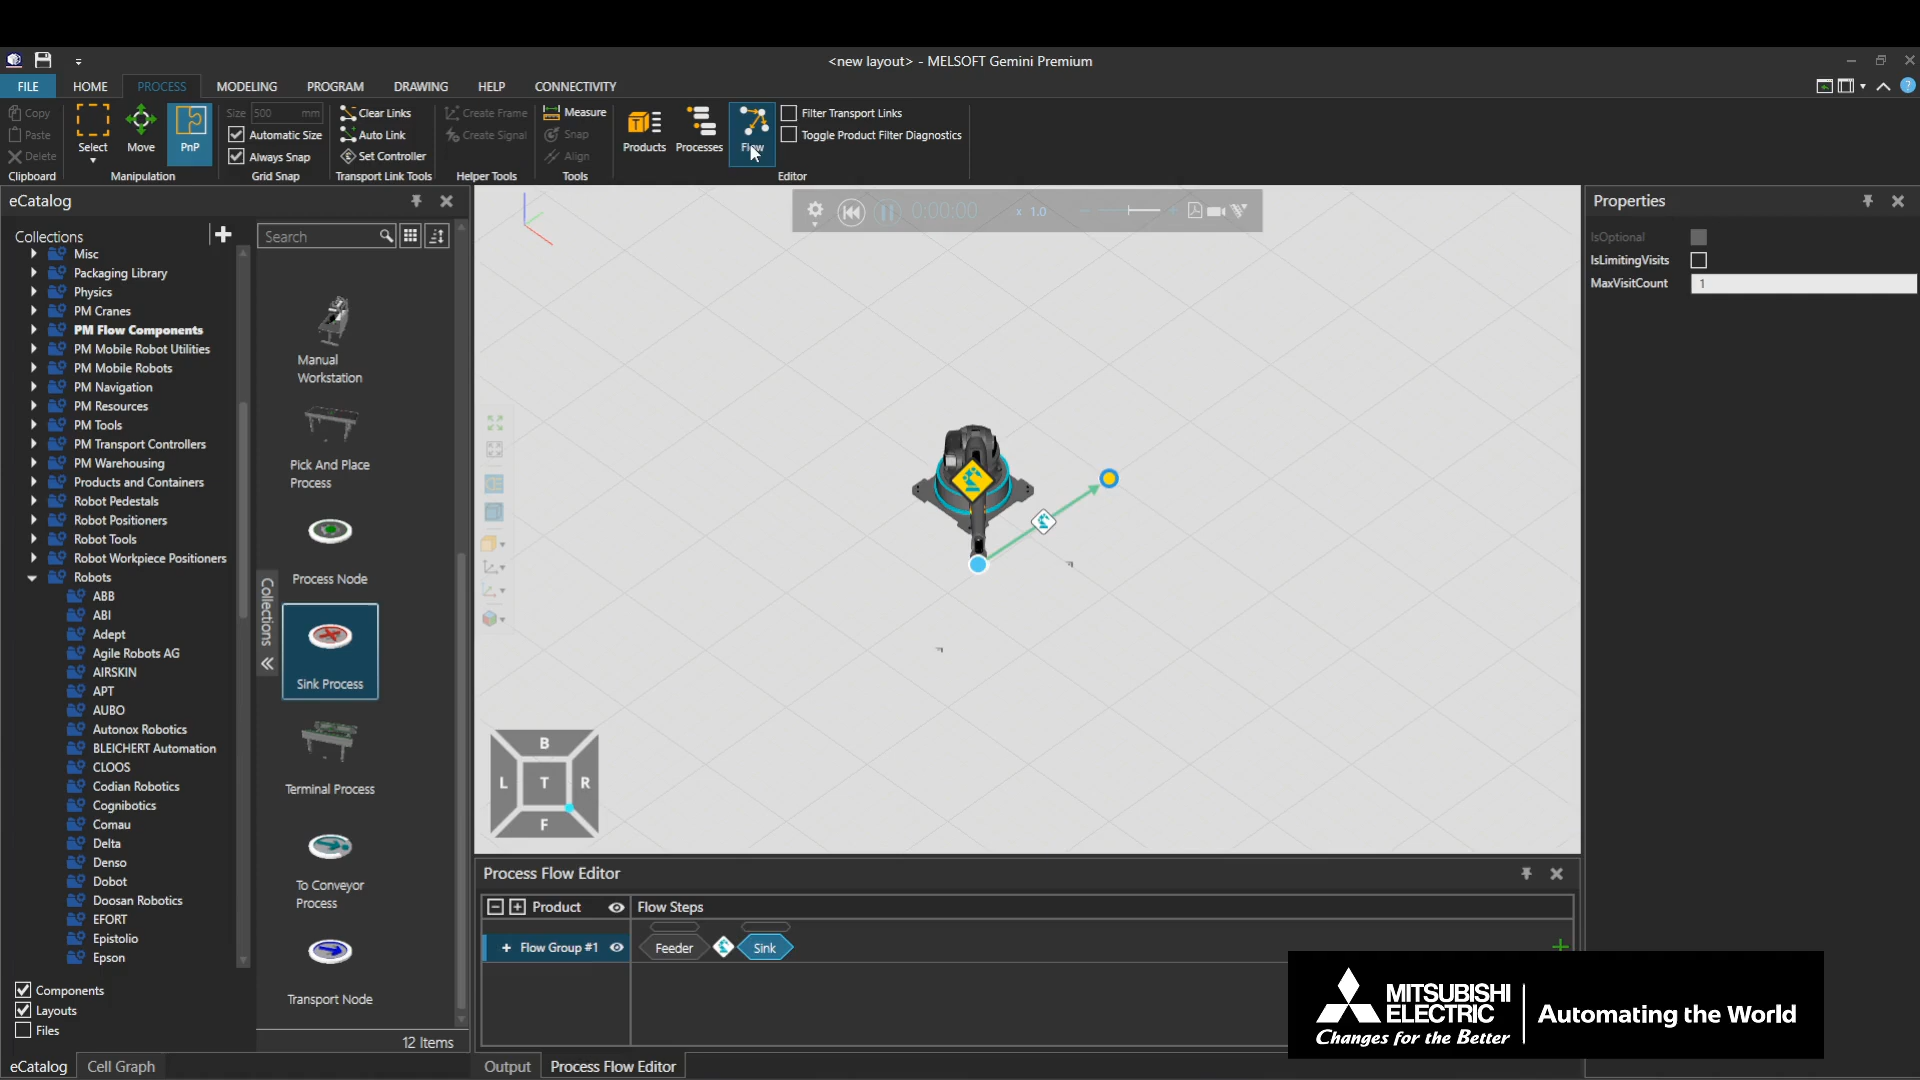 <new layout> - MELSOFT Gemini Premium
FILE HOME PROCESS MODELING PROGRAM DRAWING HELP CONNECTIVITY
Copy
Paste
Delete
Clipboard
Select Move PnP
Manipulation
Size 500 mm
Automatic Size
Always Snap
Grid Snap
Clear Links
Auto Link
Set Controller
Transport Link Tools
Create Frame
Create Signal
Helper Tools
Measure
Snap
Align
Tools
Products Processes Flow
Filter Transport Links
Toggle Product Filter Diagnostics
Editor
eCatalog
Collections
Misc
Packaging Library
Physics
PM Cranes
PM Flow Components
PM Mobile Robot Utilities
PM Mobile Robots
PM Navigation
PM Resources
PM Tools
PM Transport Controllers
PM Warehousing
Products and Containers
Robot Pedestals
Robot Positioners
Robot Tools
Robot Workpiece Positioners
Robots
ABB
ABI
Adept
Agile Robots AG
AIRSKIN
APT
AUBO
Autonox Robotics
BLEICHERT Automation
CLOOS
Codian Robotics
Cognibotics
Comau
Delta
Denso
Dobot
Doosan Robotics
EFORT
Epistolio
Epson
Components
Layouts
Files
eCatalog Cell Graph
Collections
Search
Manual
Workstation
Pick And Place
Process
Process Node
Sink Process
Terminal Process
To Conveyor
Process
Transport Node
12 Items
0:00:00 x 1.0
B
L T R
F
Process Flow Editor
Product Flow Steps
+ Flow Group #1 Feeder Sink
Output Process Flow Editor
Properties
IsOptional
IsLimitingVisits
MaxVisitCount 1
MITSUBISHI
ELECTRIC
Changes for the Better
Automating the World